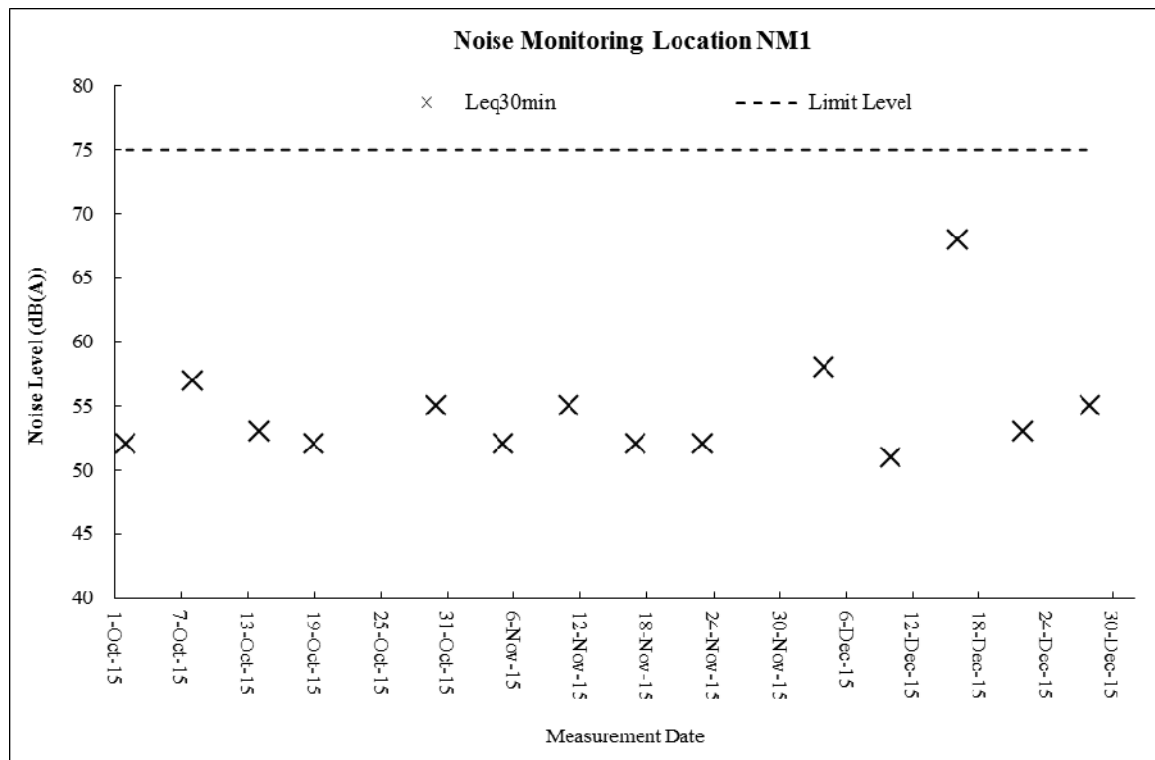 Noise Monitoring Location NM1
Leq30min
Limit Level
Noise Level (dB(A))
80
75
70
65
60
55
50
45
40
1-Oct-15
7-Oct-15
13-Oct-15
19-Oct-15
25-Oct-15
31-Oct-15
6-Nov-15
12-Nov-15
18-Nov-15
24-Nov-15
30-Nov-15
6-Dec-15
12-Dec-15
18-Dec-15
24-Dec-15
30-Dec-15
Measurement Date